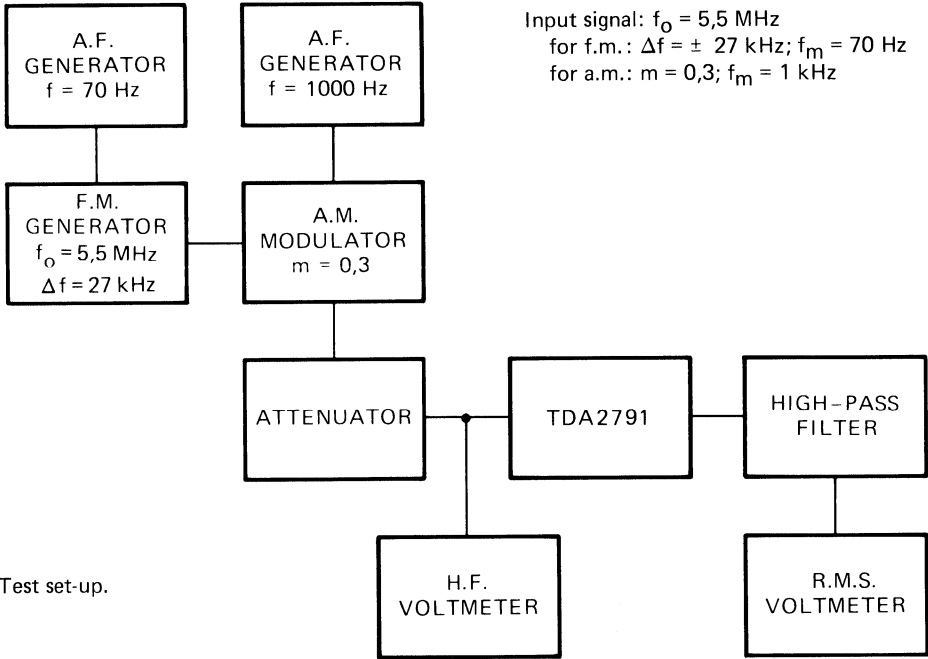 A.F.
GENERATOR
f = 70 Hz
A.F.
GENERATOR
f = 1000 Hz
Input signal: fo = 5,5 MHz
for f.m.: Δf = ± 27 kHz; fm = 70 Hz
for a.m.: m = 0,3; fm = 1 kHz
F.M.
GENERATOR
fo = 5,5 MHz
Δf = 27 kHz
A.M.
MODULATOR
m = 0,3
ATTENUATOR
TDA2791
HIGH-PASS
FILTER
Test set-up.
H.F.
VOLTMETER
R.M.S.
VOLTMETER